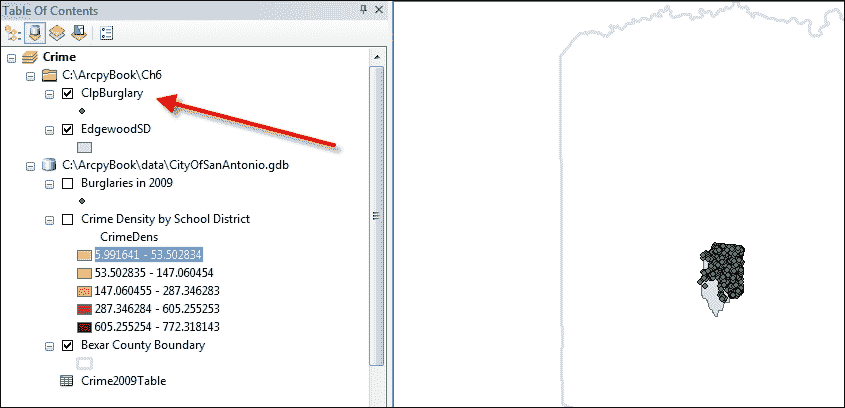 Table Of Contents
Crime
C:\ArcpyBook\Ch6
ClpBurglary
EdgewoodSD
C:\ArcpyBook\data\CityOfSanAntonio.gdb
Burglaries in 2009
Crime Density by School District
CrimeDens
5.991641 - 53.502834
53.502835 - 147.060454
147.060455 - 287.346283
287.346284 - 605.255253
605.255254 - 772.318143
Bexar County Boundary
Crime2009Table